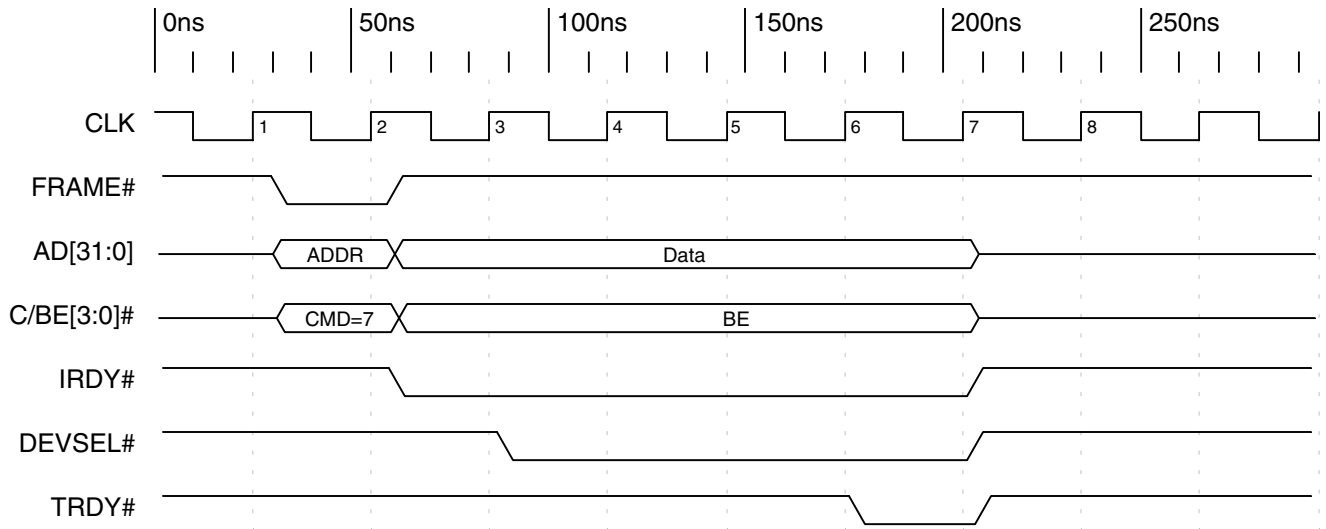 0ns 50ns 100ns 150ns 200ns 250ns
CLK 1 2 3 4 5 6 7 8
FRAME#
AD[31:0] ADDR Data
C/BE[3:0]# CMD=7 BE
IRDY#
DEVSEL#
TRDY#